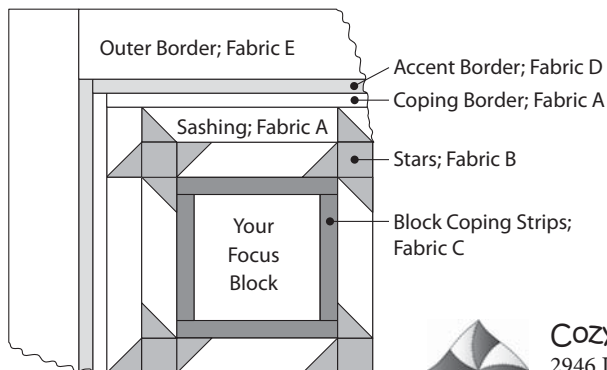 Outer Border; Fabric E
Accent Border; Fabric D
Coping Border; Fabric A
Sashing; Fabric A
Stars; Fabric B
Your
Focus
Block
Block Coping Strips;
Fabric C
2946